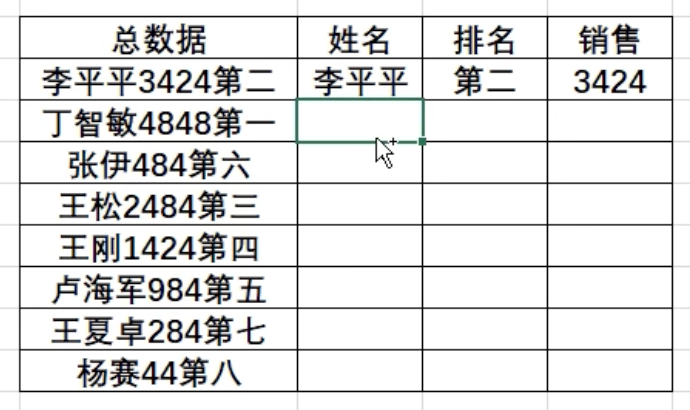 总数据 姓名 排名 销售
李平平3424第二 李平平 第二 3424
丁智敏4848第一
张伊484第六
王松2484第三
王刚1424第四
卢海军984第五
王夏卓284第七
杨赛44第八